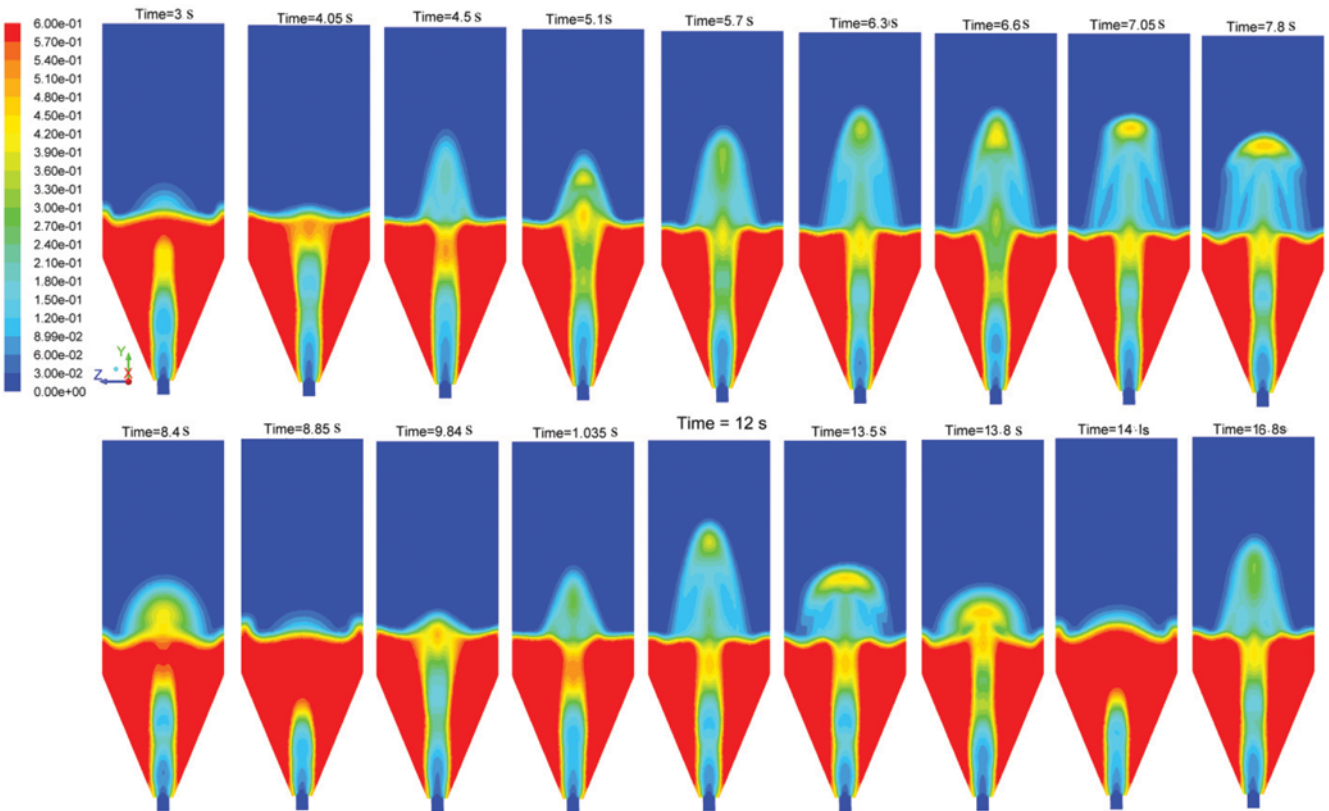 Time=3 s
Time=4.05 s
Time=4.5 s
Time=5.1s
Time=5.7 s
Time=6.3s
Time=6.6 s
Time=7.05 s
Time=7.8 s
6.00e-01
5.70e-01
5.40e-01
5.10e-01
4.80e-01
4.50e-01
4.20e-01
3.90e-01
3.60e-01
3.30e-01
3.00e-01
2.70e-01
2.40e-01
2.10e-01
1.80e-01
1.50e-01
1.20e-01
8.99e-02
6.00e-02
3.00e-02
0.00e+00
Y
Z
X
Time=8.4 s
Time=8.85 s
Time=9.84 s
Time=1.035 s
Time = 12 s
Time=13.5 s
Time=13.8 s
Time=14·1s
Time=16·8s